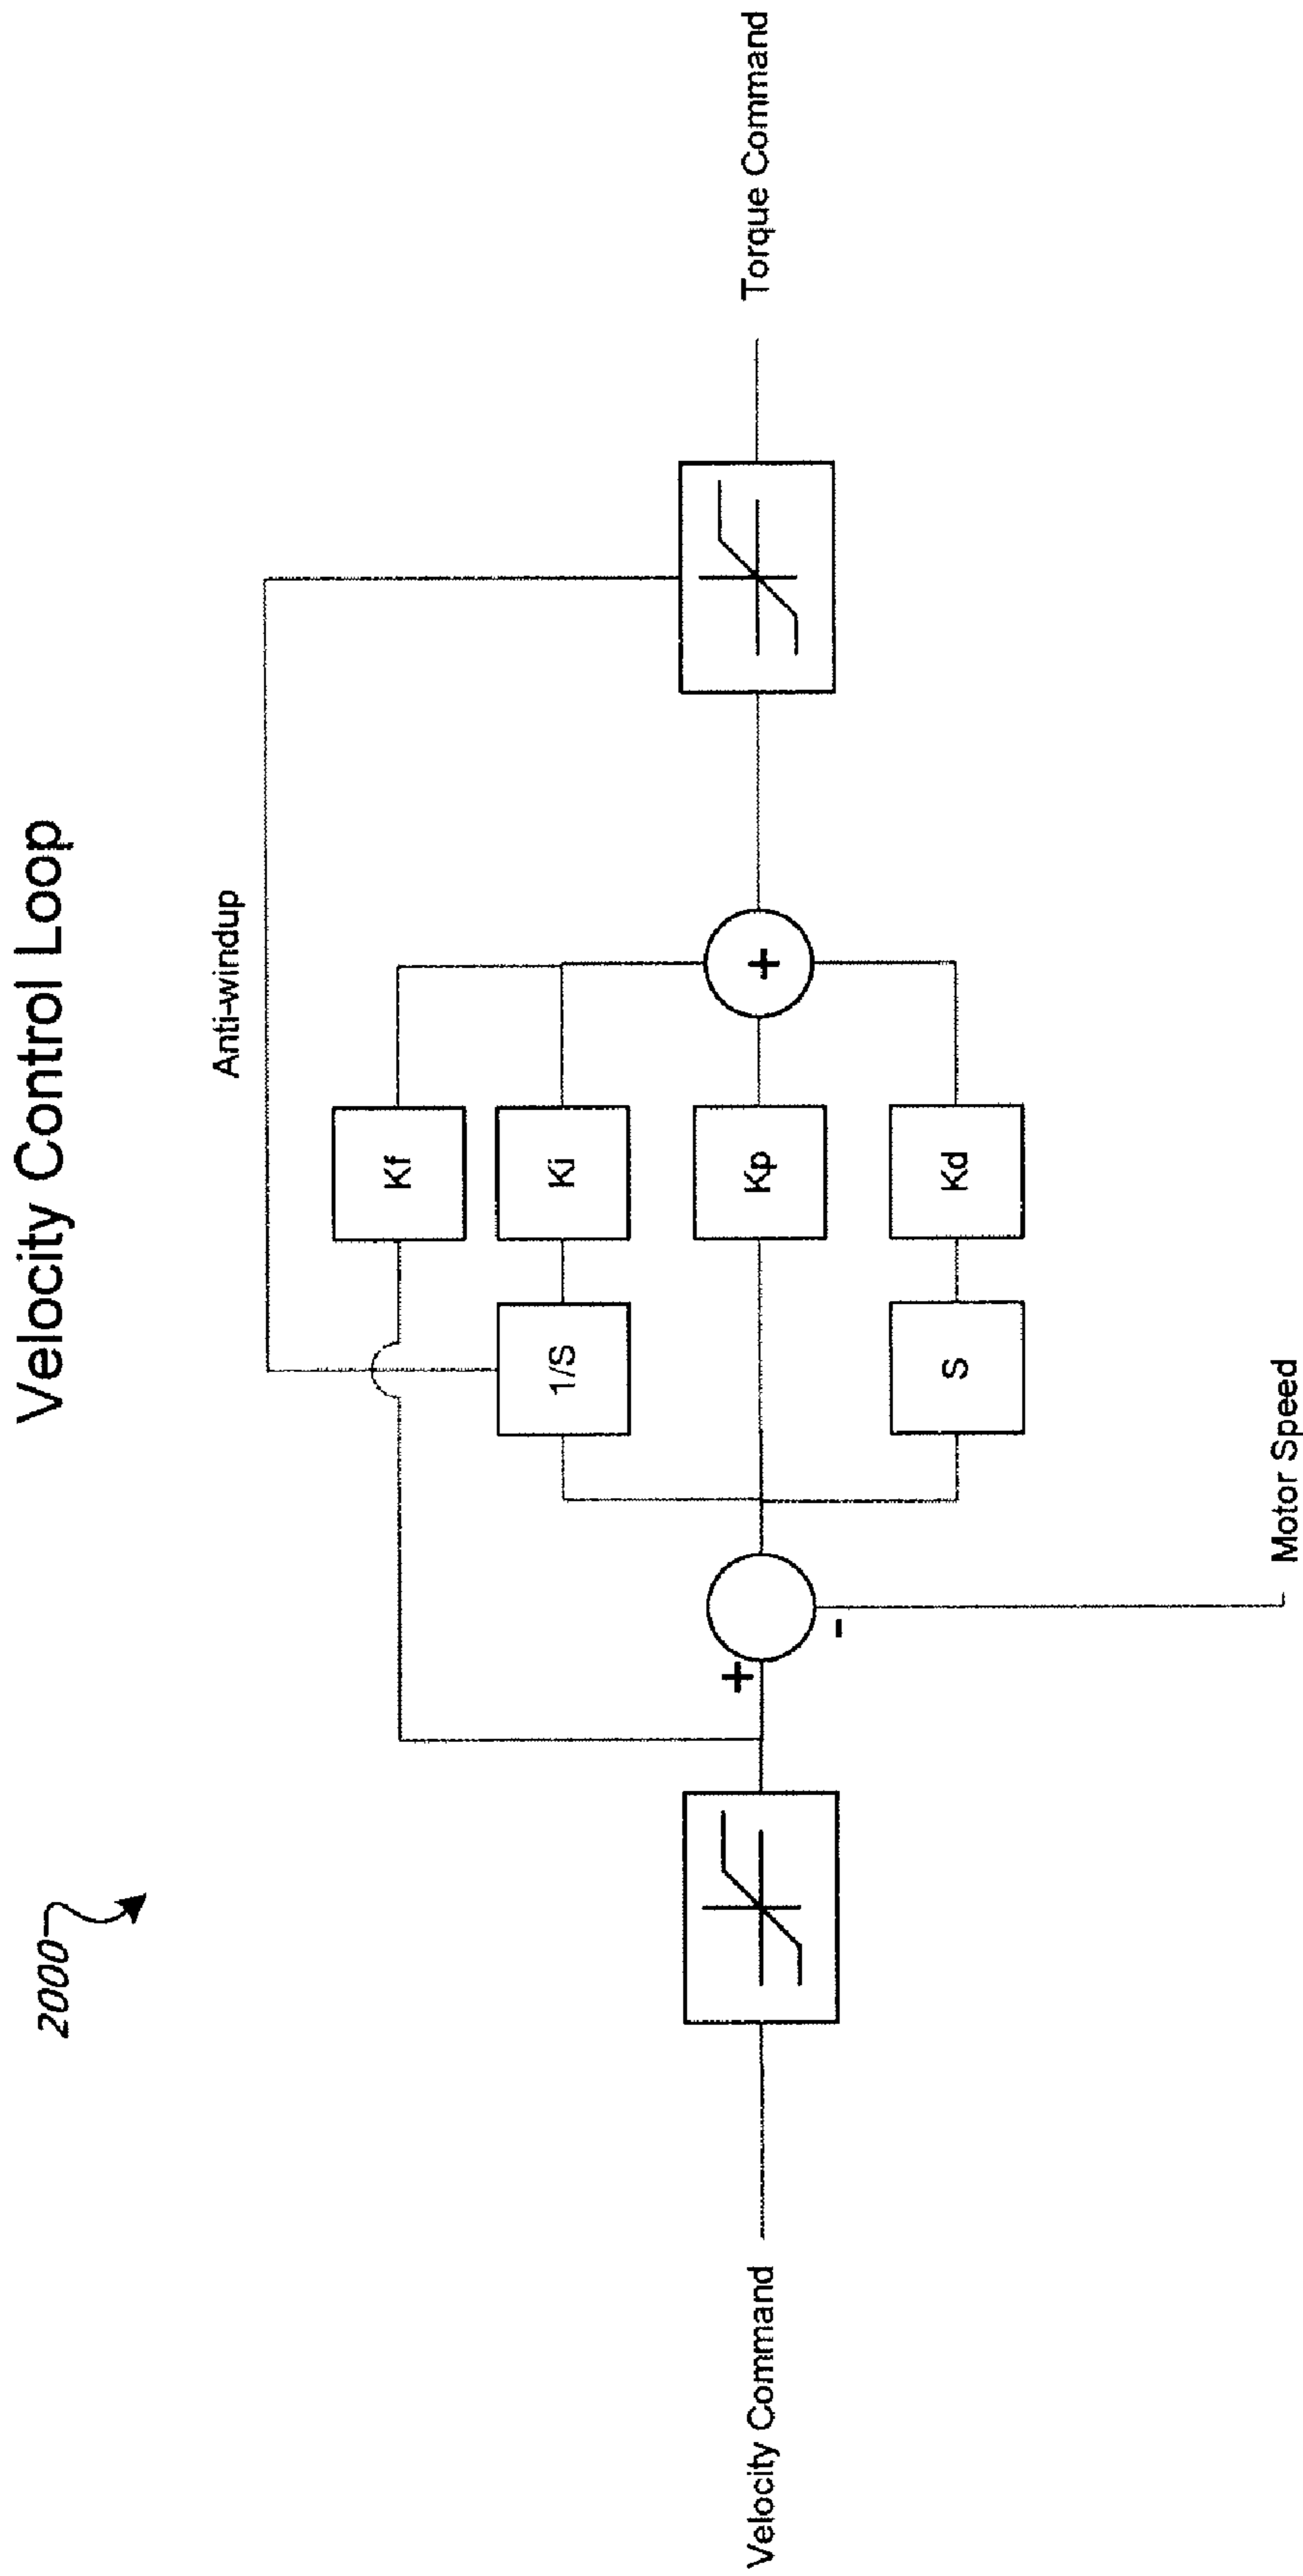 Velocity Control Loop
2000
Anti-windup
Kf
Ki
1/S
Kp
Kd
S
+
+
-
Velocity Command
Torque Command
Motor Speed